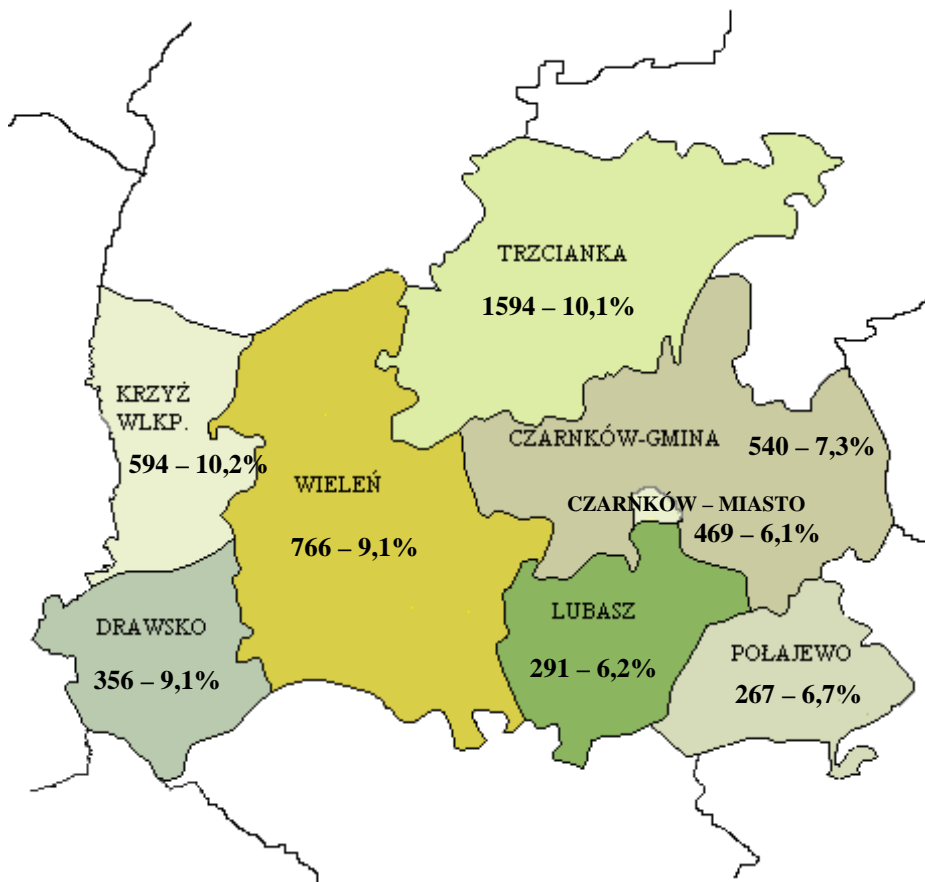 TRZCIANKA
1594 – 10,1%
KRZYŻ
WLKP.
594 – 10,2%
CZARNKÓW-GMINA
540 – 7,3%
WIELEŃ
766 – 9,1%
CZARNKÓW – MIASTO
469 – 6,1%
DRAWSKO
356 – 9,1%
LUBASZ
291 – 6,2%
POŁAJEWO
267 – 6,7%